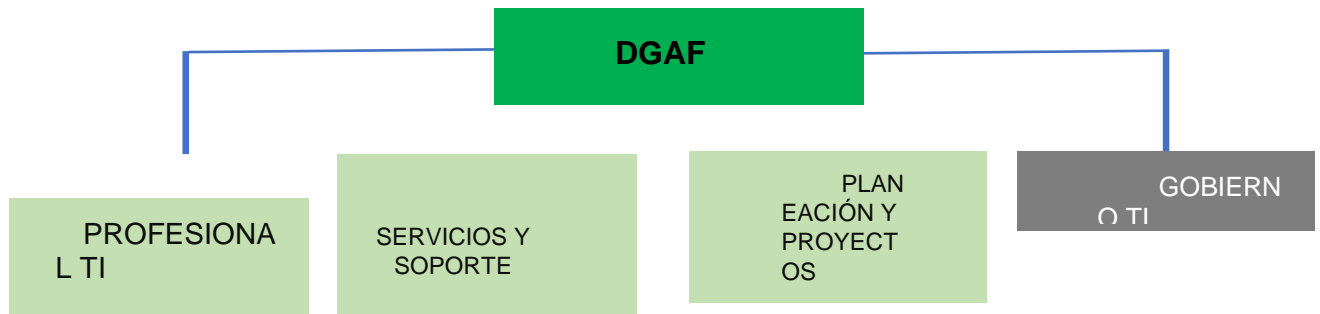 DGAF
PROFESIONA
L TI
SERVICIOS Y
SOPORTE
PLAN
EACIÓN Y
PROYECT
OS
GOBIERN
O TI